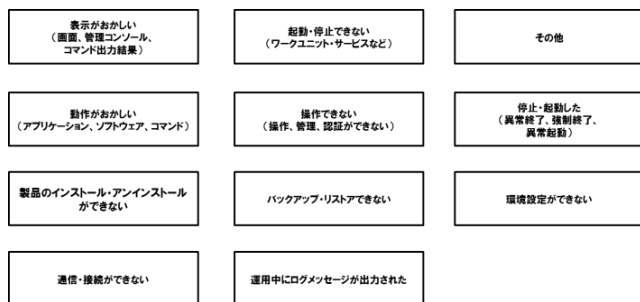 表示がおかしい
(画面、管理コンソール、
コマンド出力結果)
起動・停止できない
(ワークユニット・サービスなど)
その他
動作がおかしい
(アプリケーション、ソフトウェア、コマンド)
操作できない
(操作、管理、認証ができない)
停止・起動した
(異常終了、強制終了、
異常起動)
製品のインストール・アンインストール
ができない
バックアップ・リストアできない
環境設定ができない
通信・接続ができない
運用中にログメッセージが出力された